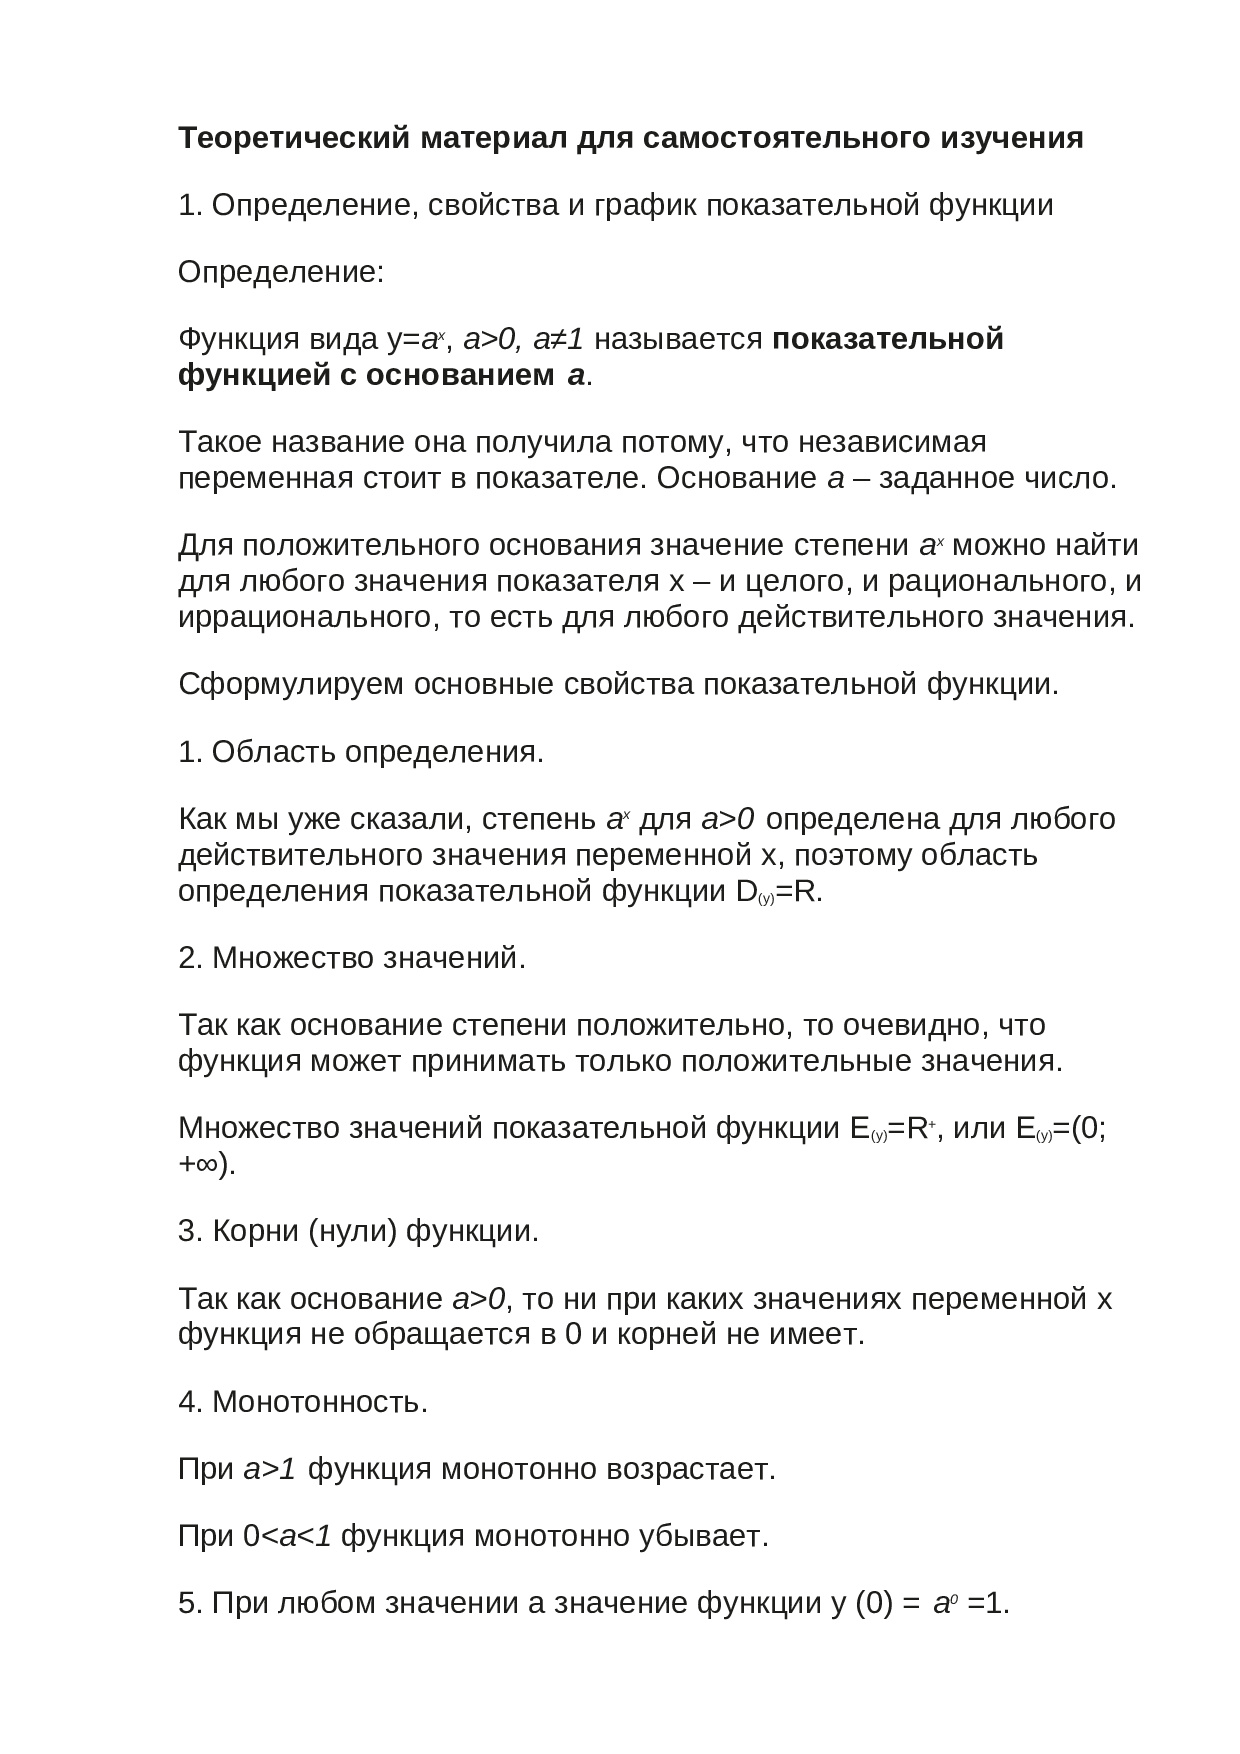 Теоретический материал для самостоятельного изучения
1. Определение, свойства и график показательной функции
Определение:
Функция вида y=aˣ, a>0, a≠1 называется показательной
функцией с основанием a.
Такое название она получила потому, что независимая
переменная стоит в показателе. Основание a – заданное число.
Для положительного основания значение степени aˣ можно найти
для любого значения показателя x – и целого, и рационального, и
иррационального, то есть для любого действительного значения.
Сформулируем основные свойства показательной функции.
1. Область определения.
Как мы уже сказали, степень aˣ для a>0 определена для любого
действительного значения переменной x, поэтому область
определения показательной функции D(y)=R.
2. Множество значений.
Так как основание степени положительно, то очевидно, что
функция может принимать только положительные значения.
Множество значений показательной функции E(y)=R⁺, или E(y)=(0;
+∞).
3. Корни (нули) функции.
Так как основание a>0, то ни при каких значениях переменной x
функция не обращается в 0 и корней не имеет.
4. Монотонность.
При a>1 функция монотонно возрастает.
При 0<a<1 функция монотонно убывает.
5. При любом значении а значение функции y (0) = a⁰ =1.